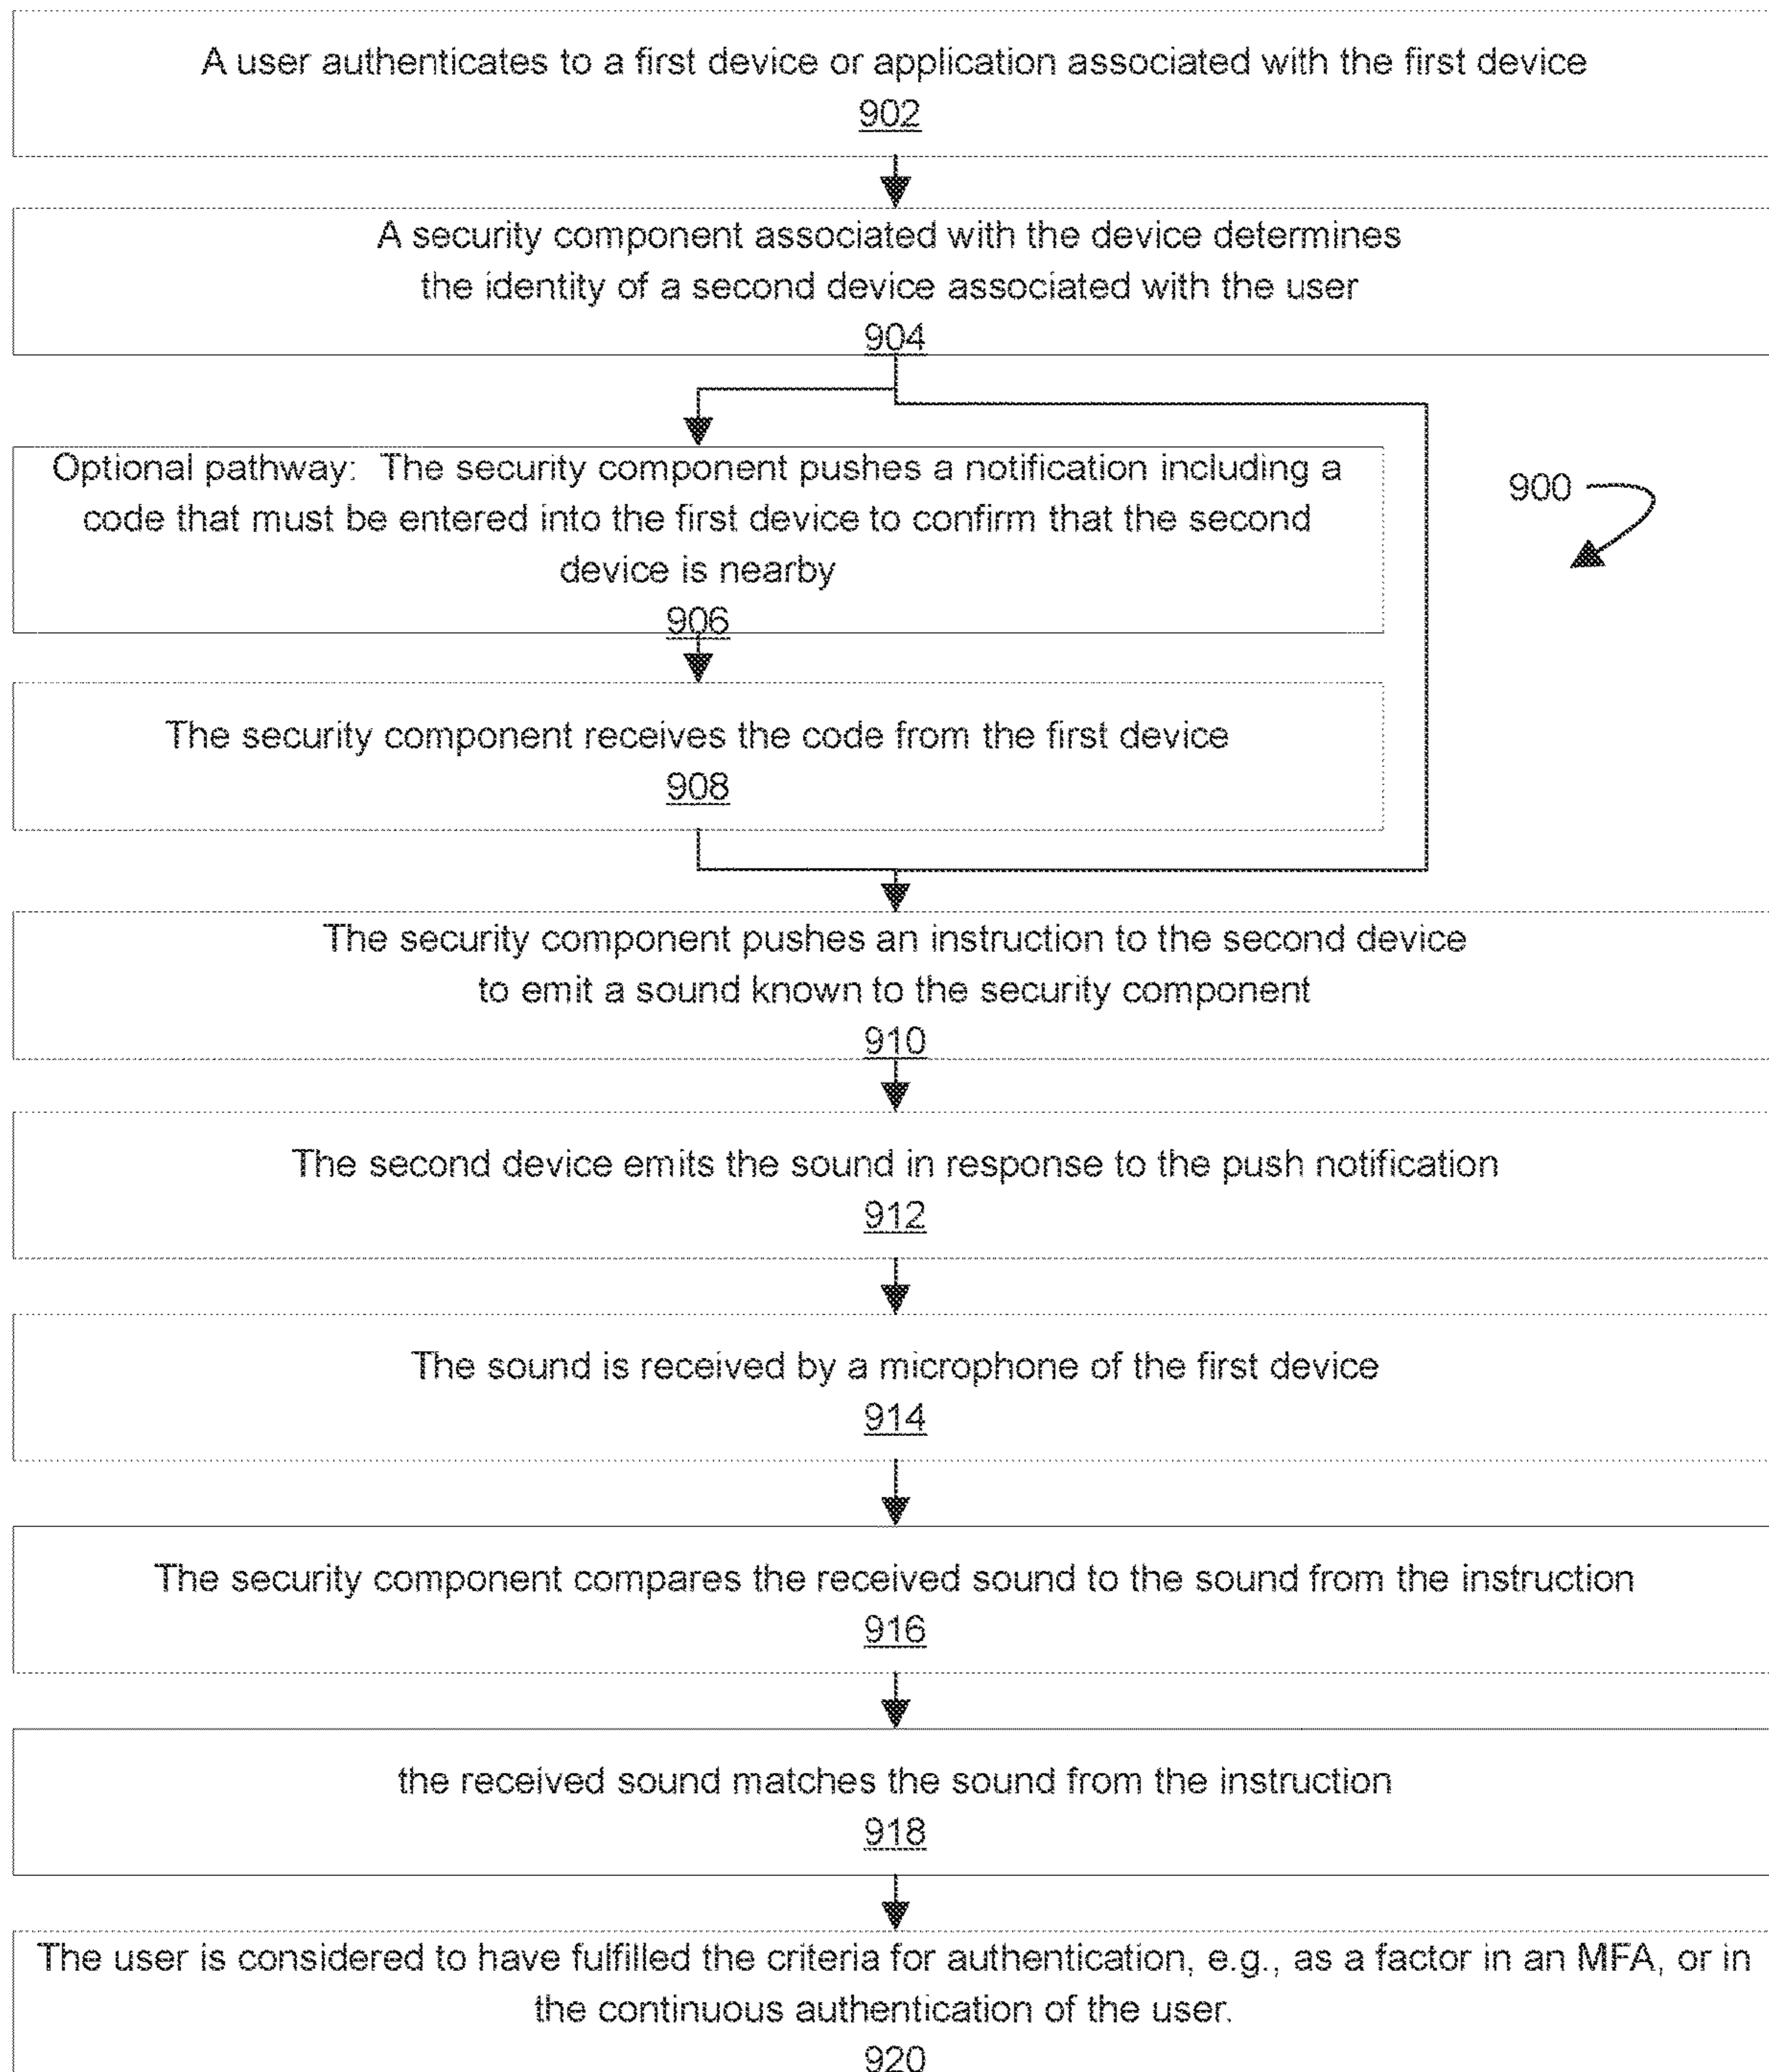 A user authenticates to a first device or application associated with the first device
902
A security component associated with the device determines
the identity of a second device associated with the user
904
Optional pathway: The security component pushes a notification including a
code that must be entered into the first device to confirm that the second
device is nearby
906
900
The security component receives the code from the first device
908
The security component pushes an instruction to the second device
to emit a sound known to the security component
910
The second device emits the sound in response to the push notification
912
The sound is received by a microphone of the first device
914
The security component compares the received sound to the sound from the instruction
916
the received sound matches the sound from the instruction
918
The user is considered to have fulfilled the criteria for authentication, e.g., as a factor in an MFA, or in
the continuous authentication of the user.
920